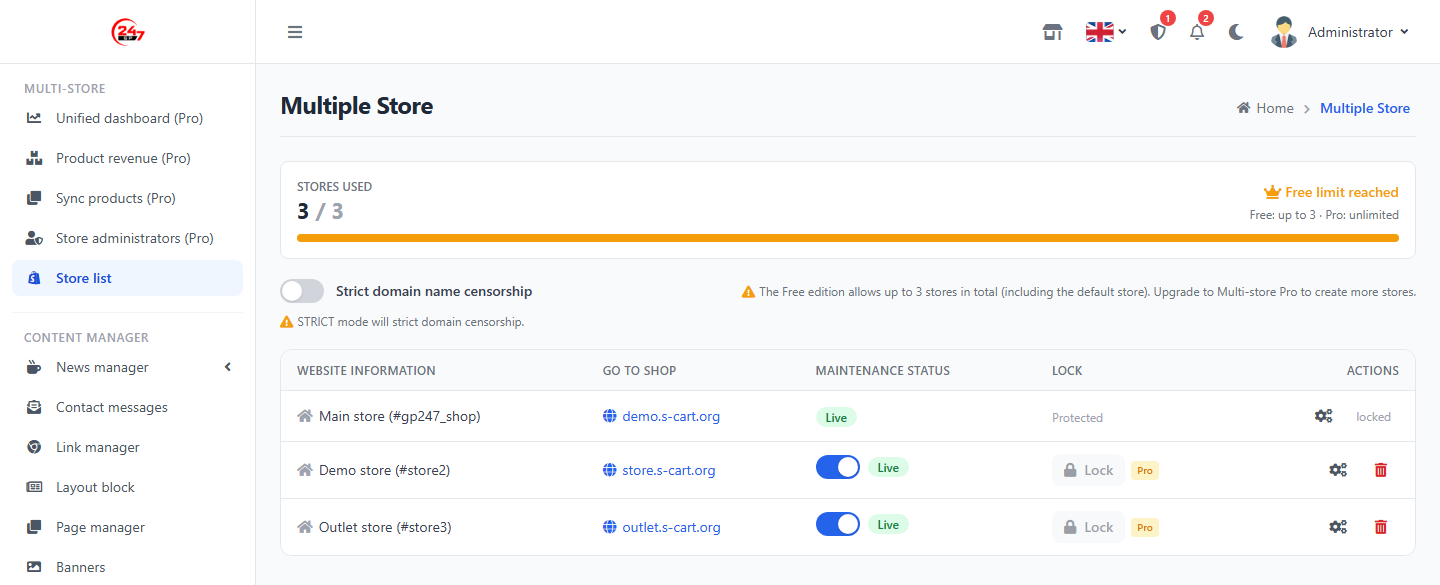 247
GP
1
2
Administrator
MULTI-STORE
Unified dashboard (Pro)
Product revenue (Pro)
Sync products (Pro)
Store administrators (Pro)
Store list
CONTENT MANAGER
News manager
Contact messages
Link manager
Layout block
Page manager
Banners
Multiple Store
Home > Multiple Store
STORES USED
3 / 3
Free limit reached
Free: up to 3 · Pro: unlimited
Strict domain name censorship
The Free edition allows up to 3 stores in total (including the default store). Upgrade to Multi-store Pro to create more stores.
STRICT mode will strict domain censorship.
WEBSITE INFORMATION GO TO SHOP MAINTENANCE STATUS LOCK ACTIONS
Main store (#gp247_shop) demo.s-cart.org Live Protected locked
Demo store (#store2) store.s-cart.org Live Lock Pro
Outlet store (#store3) outlet.s-cart.org Live Lock Pro